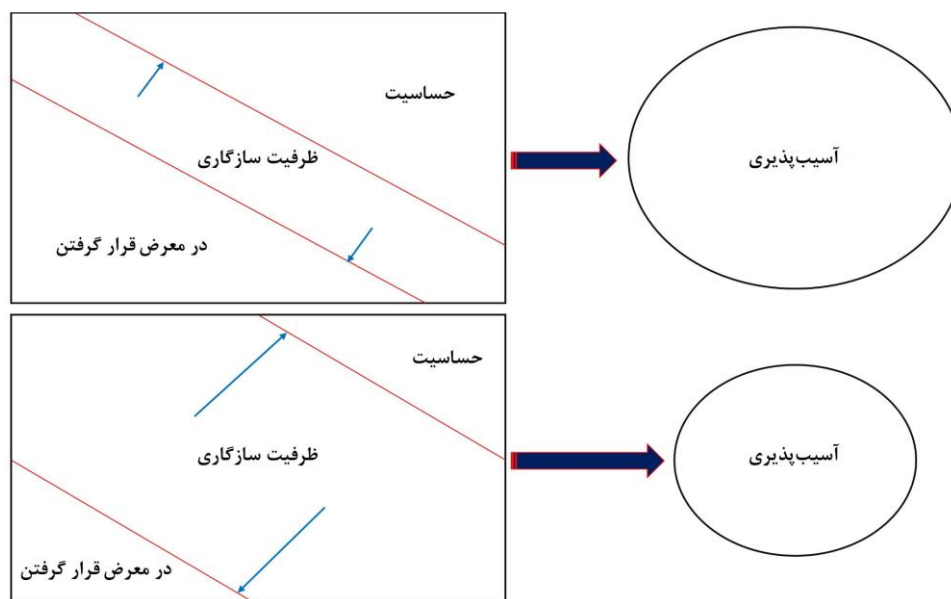 حساسیت
ظرفیت سازگاری
آسیب‌پذیری
در معرض قرار گرفتن
حساسیت
ظرفیت سازگاری
آسیب‌پذیری
در معرض قرار گرفتن